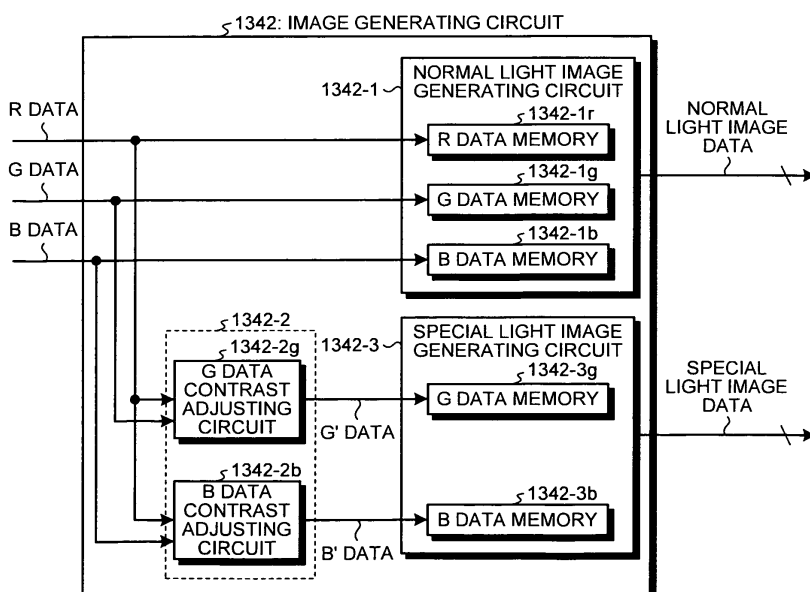 1342: IMAGE GENERATING CIRCUIT
NORMAL LIGHT IMAGE
GENERATING CIRCUIT
1342-1
1342-1r
R DATA MEMORY
1342-1g
G DATA MEMORY
1342-1b
B DATA MEMORY
R DATA
G DATA
B DATA
NORMAL
LIGHT IMAGE
DATA
1342-2
1342-2g
G DATA
CONTRAST
ADJUSTING
CIRCUIT
G' DATA
1342-2b
B DATA
CONTRAST
ADJUSTING
CIRCUIT
B' DATA
1342-3
SPECIAL LIGHT IMAGE
GENERATING CIRCUIT
1342-3g
G DATA MEMORY
1342-3b
B DATA MEMORY
SPECIAL
LIGHT IMAGE
DATA